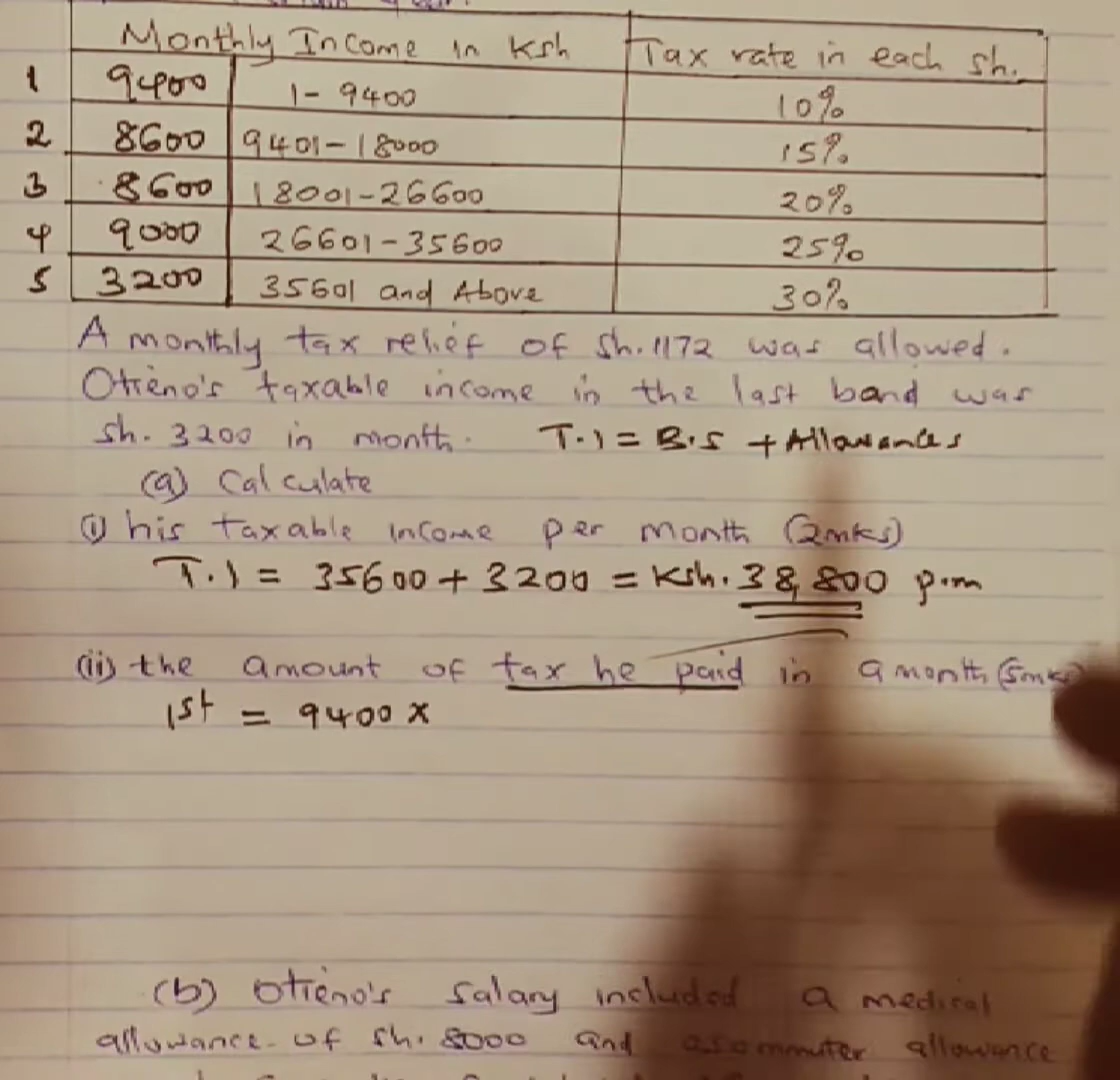 Monthly Income in Ksh Tax rate in each sh.
1 9400 1-9400 10%
2 8600 9401-18000 15%
3 8600 18001-26600 20%
4 9000 26601-35600 25%
5 3200 35601 and Above 30%
A monthly tax relief of sh.1172 was allowed.
Otieno's taxable income in the last band was
sh. 3200 in month. T.I = B.S + Allowances
(a) Calculate
(i) his taxable income per month (2mks)
T.I = 35600 + 3200 = Ksh. 38,800 p.m
(ii) the amount of tax he paid in a month (5mks
1st = 9400 x
(b) Otieno's salary included a medical
allowance of sh. 8000 and commuter allowance